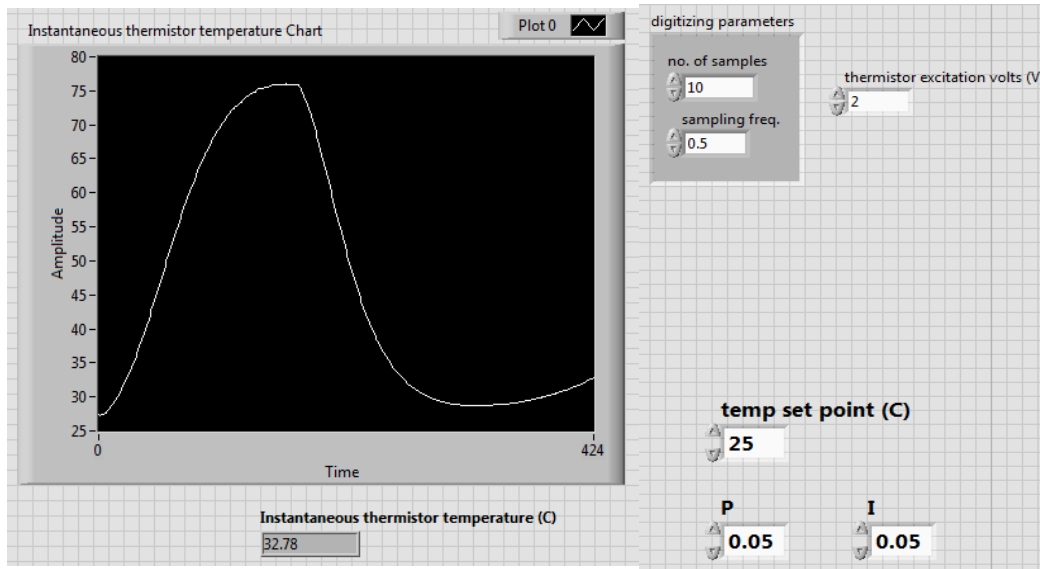 Instantaneous thermistor temperature Chart
Plot 0
80
75
70
65
60
55
50
45
40
35
30
25
Amplitude
0
424
Time
Instantaneous thermistor temperature (C)
32.78
digitizing parameters
no. of samples
10
sampling freq.
0.5
thermistor excitation volts (V
2
temp set point (C)
25
P
I
0.05
0.05